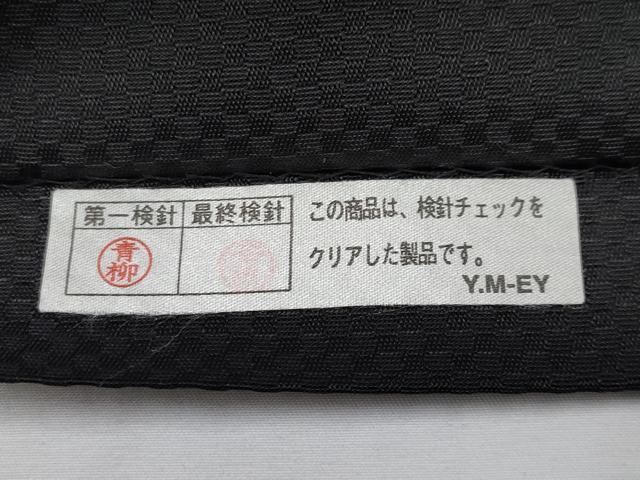 第一検針 最終検針
青柳
この商品は、検針チェックを
クリアした製品です。
Y.M-EY